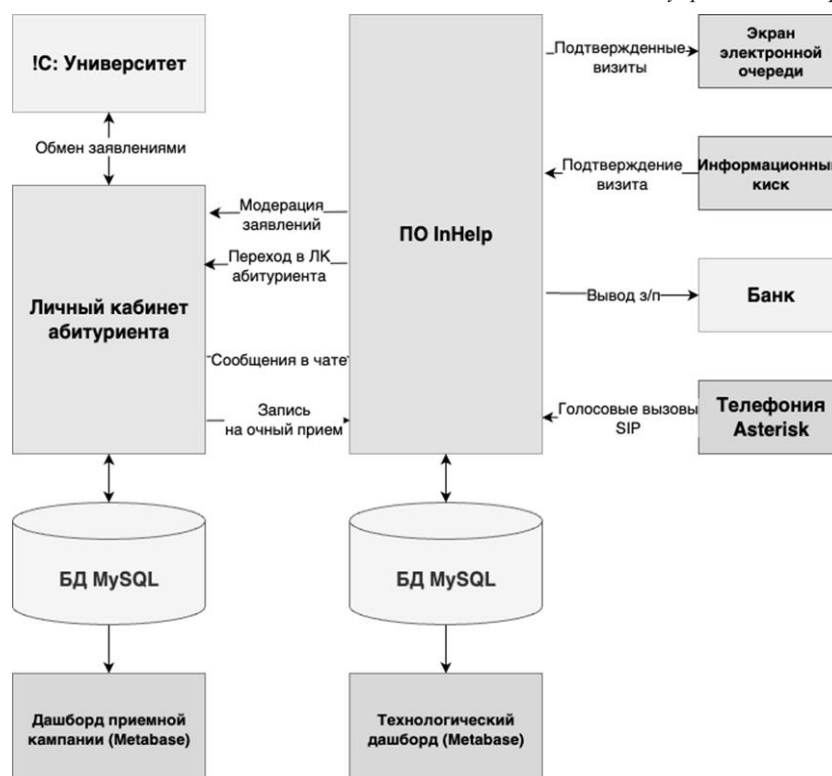 !С: Университет
Обмен заявлениями
Личный кабинет
абитуриента
Модерация
заявлений
Переход в ЛК
абитуриента
Сообщения в чате
Запись
на очный прием
ПО InHelp
Подтвержденные
визиты
Экран
электронной
очереди
Подтверждение
визита
Информационны
киск
Вывод з/п
Банк
Голосовые вызовы
SIP
Телефония
Asterisk
БД MySQL
БД MySQL
Дашборд приемной
кампании (Metabase)
Технологический
дашборд (Metabase)